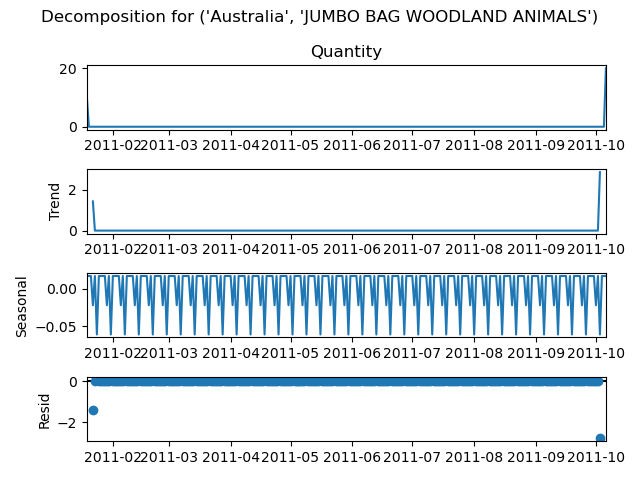 Decomposition for ('Australia', 'JUMBO BAG WOODLAND ANIMALS')
Quantity
20
0
2011-02 2011-03 2011-04 2011-05 2011-06 2011-07 2011-08 2011-09 2011-10
Trend
2
0
2011-02 2011-03 2011-04 2011-05 2011-06 2011-07 2011-08 2011-09 2011-10
Seasonal
0.00
−0.05
2011-02 2011-03 2011-04 2011-05 2011-06 2011-07 2011-08 2011-09 2011-10
Resid
0
−2
2011-02 2011-03 2011-04 2011-05 2011-06 2011-07 2011-08 2011-09 2011-10